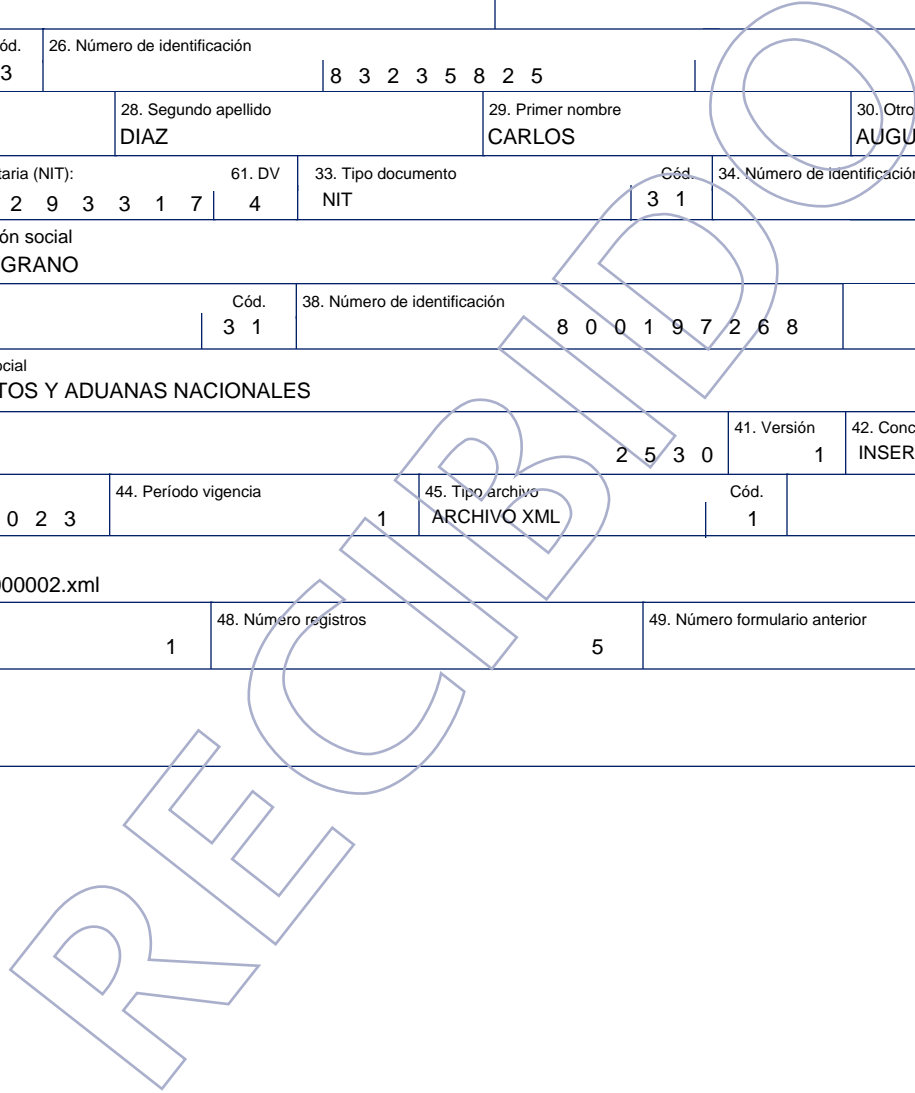 ód. 26. Número de identificación
3 8 3 2 3 5 8 2 5
28. Segundo apellido 29. Primer nombre 30. Otro
DIAZ CARLOS AUGU
taria (NIT): 61. DV 33. Tipo documento Cód. 34. Número de identificación
2 9 3 3 1 7 4 NIT 3 1
ón social
GRANO
Cód. 38. Número de identificación
3 1 8 0 0 1 9 7 2 6 8
ocial
TOS Y ADUANAS NACIONALES
41. Versión 42. Conc
2 5 3 0 1 INSER
44. Período vigencia 45. Tipo archivo Cód.
0 2 3 1 ARCHIVO XML 1
000002.xml
48. Número registros 49. Número formulario anterior
1 5
RECIBIDO